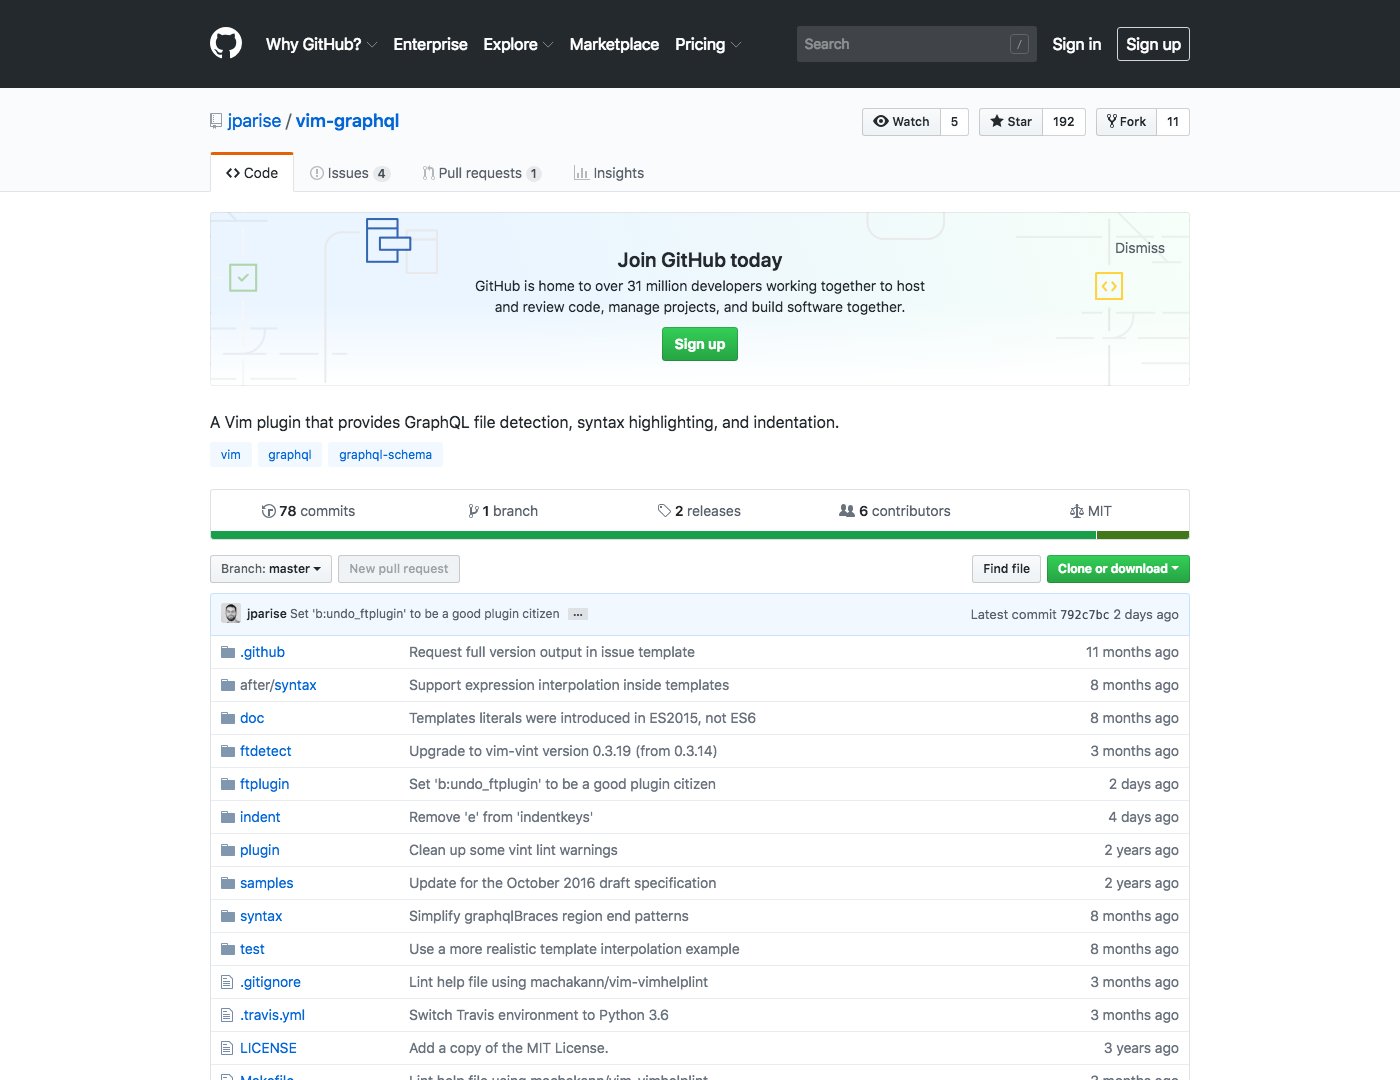 Why GitHub? Enterprise Explore Marketplace Pricing Search / Sign in Sign up
jparise / vim-graphql Watch 5 Star 192 Fork 11
Code Issues 4 Pull requests 1 Insights
Dismiss
Join GitHub today
GitHub is home to over 31 million developers working together to host
and review code, manage projects, and build software together.
Sign up
A Vim plugin that provides GraphQL file detection, syntax highlighting, and indentation.
vim graphql graphql-schema
78 commits 1 branch 2 releases 6 contributors MIT
Branch: master New pull request Find file Clone or download
jparise Set 'b:undo_ftplugin' to be a good plugin citizen … Latest commit 792c7bc 2 days ago
.github Request full version output in issue template 11 months ago
after/syntax Support expression interpolation inside templates 8 months ago
doc Templates literals were introduced in ES2015, not ES6 8 months ago
ftdetect Upgrade to vim-vint version 0.3.19 (from 0.3.14) 3 months ago
ftplugin Set 'b:undo_ftplugin' to be a good plugin citizen 2 days ago
indent Remove 'e' from 'indentkeys' 4 days ago
plugin Clean up some vint lint warnings 2 years ago
samples Update for the October 2016 draft specification 2 years ago
syntax Simplify graphqlBraces region end patterns 8 months ago
test Use a more realistic template interpolation example 8 months ago
.gitignore Lint help file using machakann/vim-vimhelplint 3 months ago
.travis.yml Switch Travis environment to Python 3.6 3 months ago
LICENSE Add a copy of the MIT License. 3 years ago
Makefile Lint help file using machakann/vim-vimhelplint 3 months ago